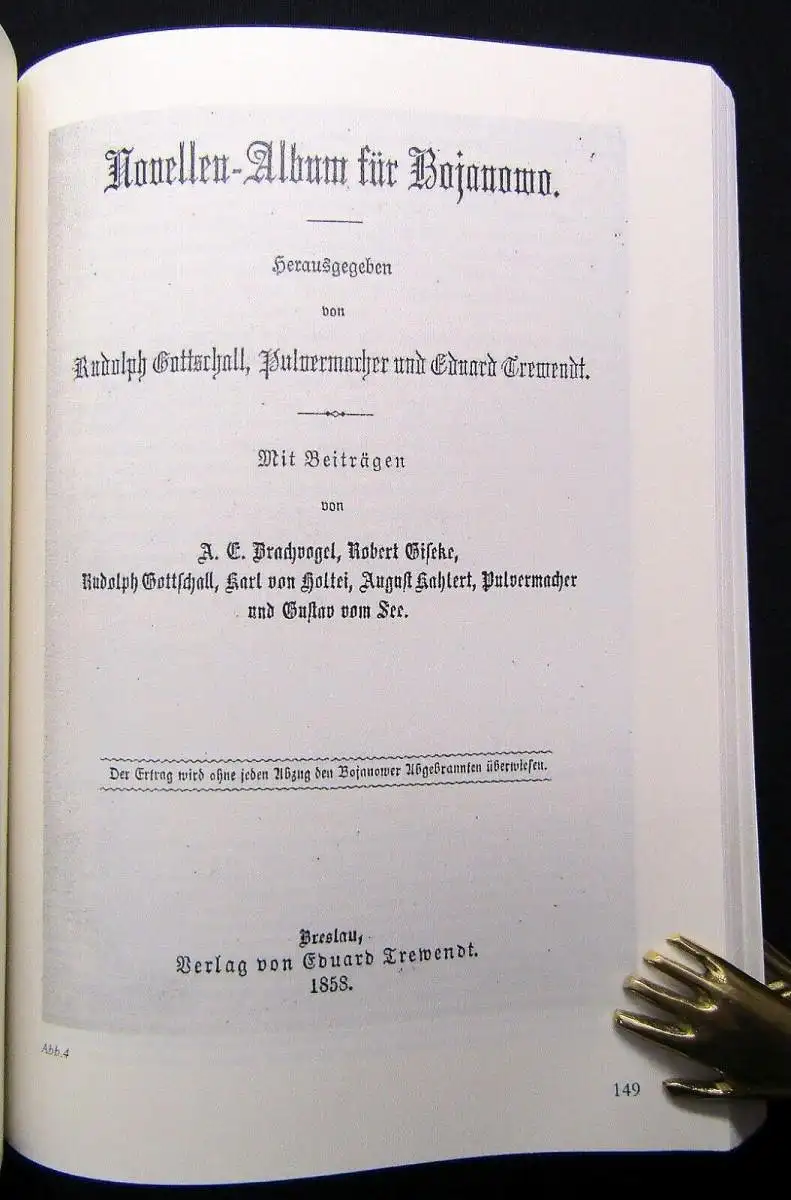 Novellen-Album für Bojanowo.
Herausgegeben
von
Rudolph Gottschall, Pulvermacher und Eduard Trewendt.
Mit Beiträgen
von
A. E. Brachvogel, Robert Giseke,
Rudolph Gottschall, Karl von Holtei, August Kahlert, Pulvermacher
und Gustav vom See.
Der Ertrag wird ohne jeden Abzug den Bojanower Abgebrannten überwiesen.
Breslau,
Verlag von Eduard Trewendt.
1858.
Abb.4
149